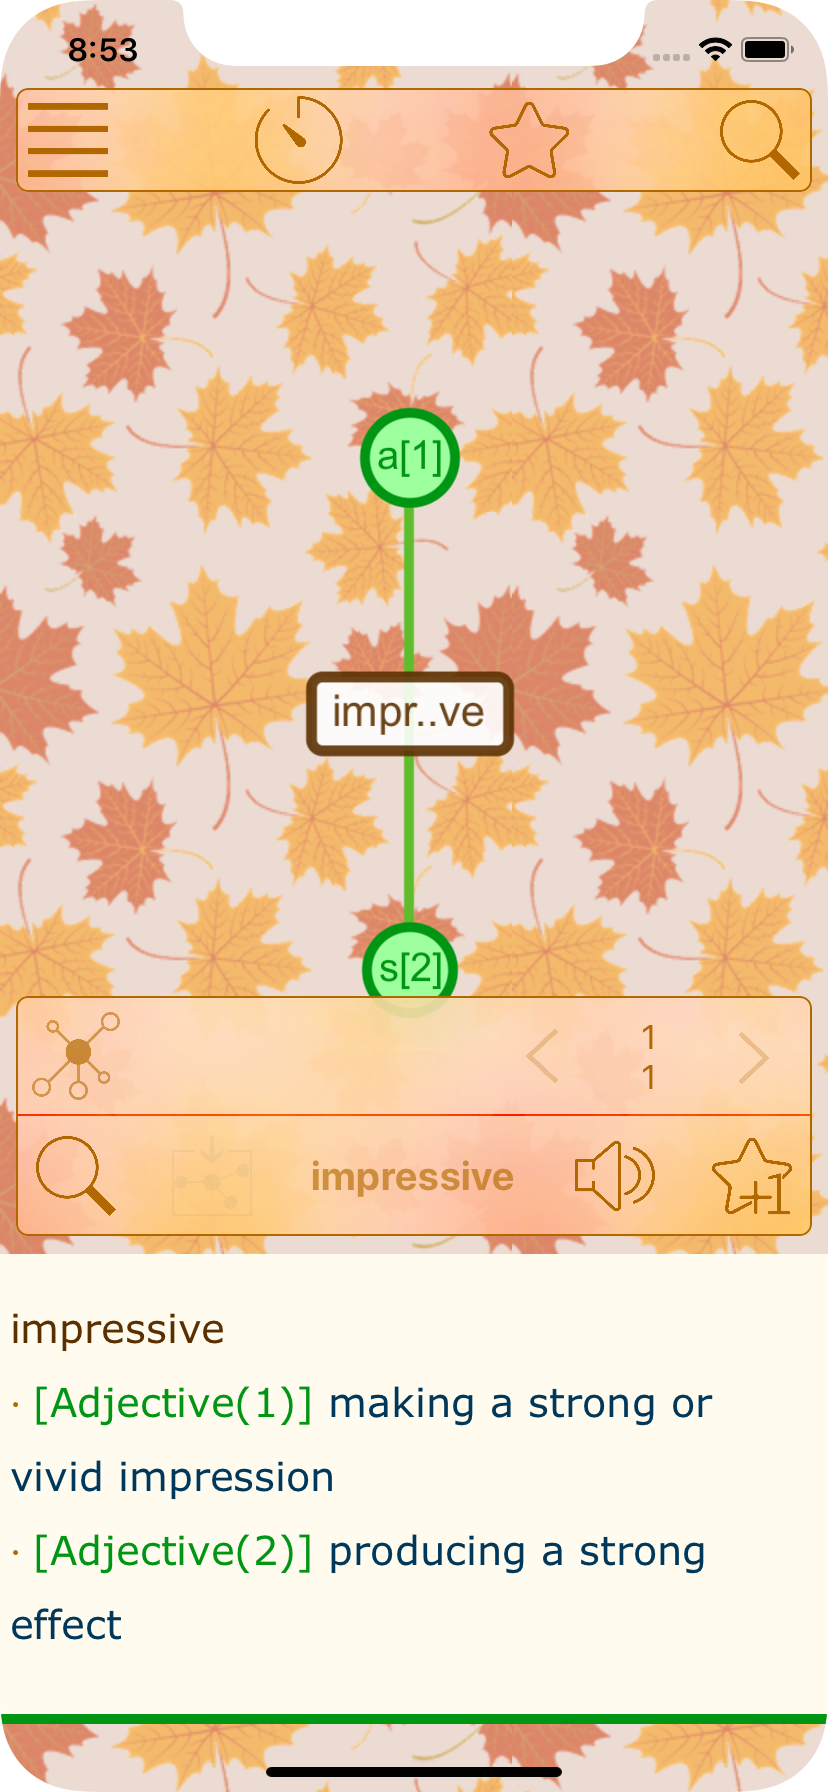 8:53
a[1]
impr..ve
s[2]
1
1
impressive
+1
impressive
· [Adjective(1)] making a strong or
vivid impression
· [Adjective(2)] producing a strong
effect